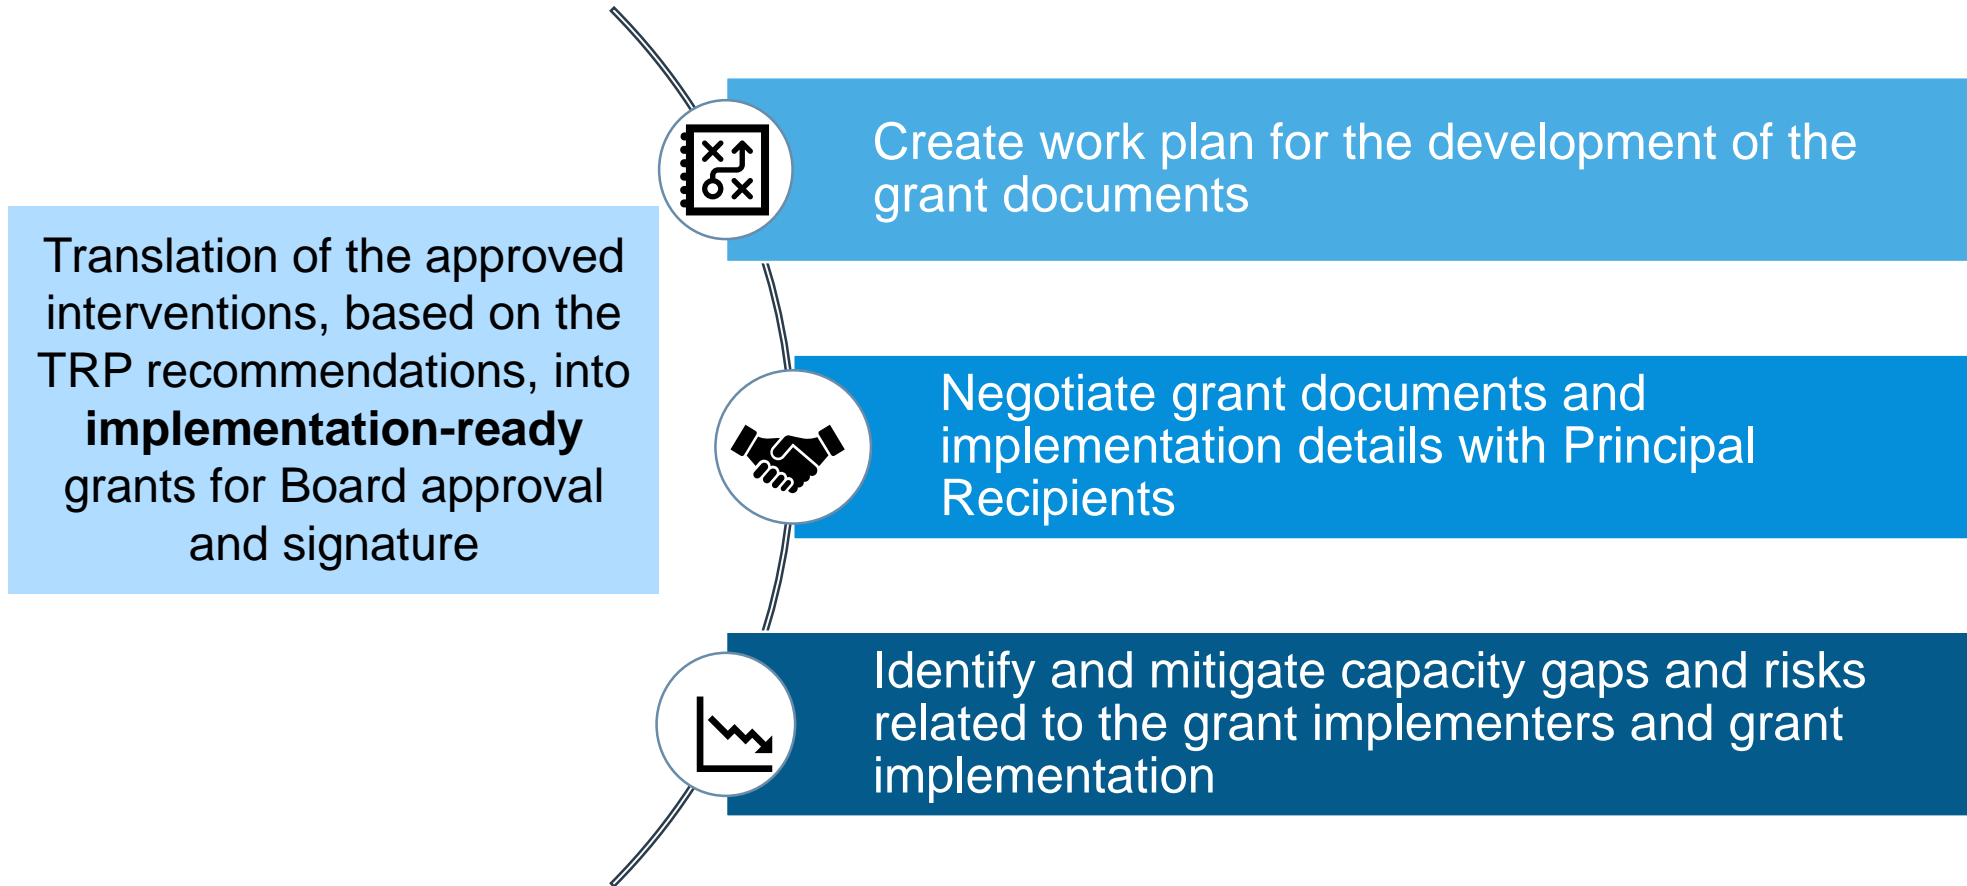 Translation of the approved
interventions, based on the
TRP recommendations, into
implementation-ready
grants for Board approval
and signature
Create work plan for the development of the
grant documents
Negotiate grant documents and
implementation details with Principal
Recipients
Identify and mitigate capacity gaps and risks
related to the grant implementers and grant
implementation